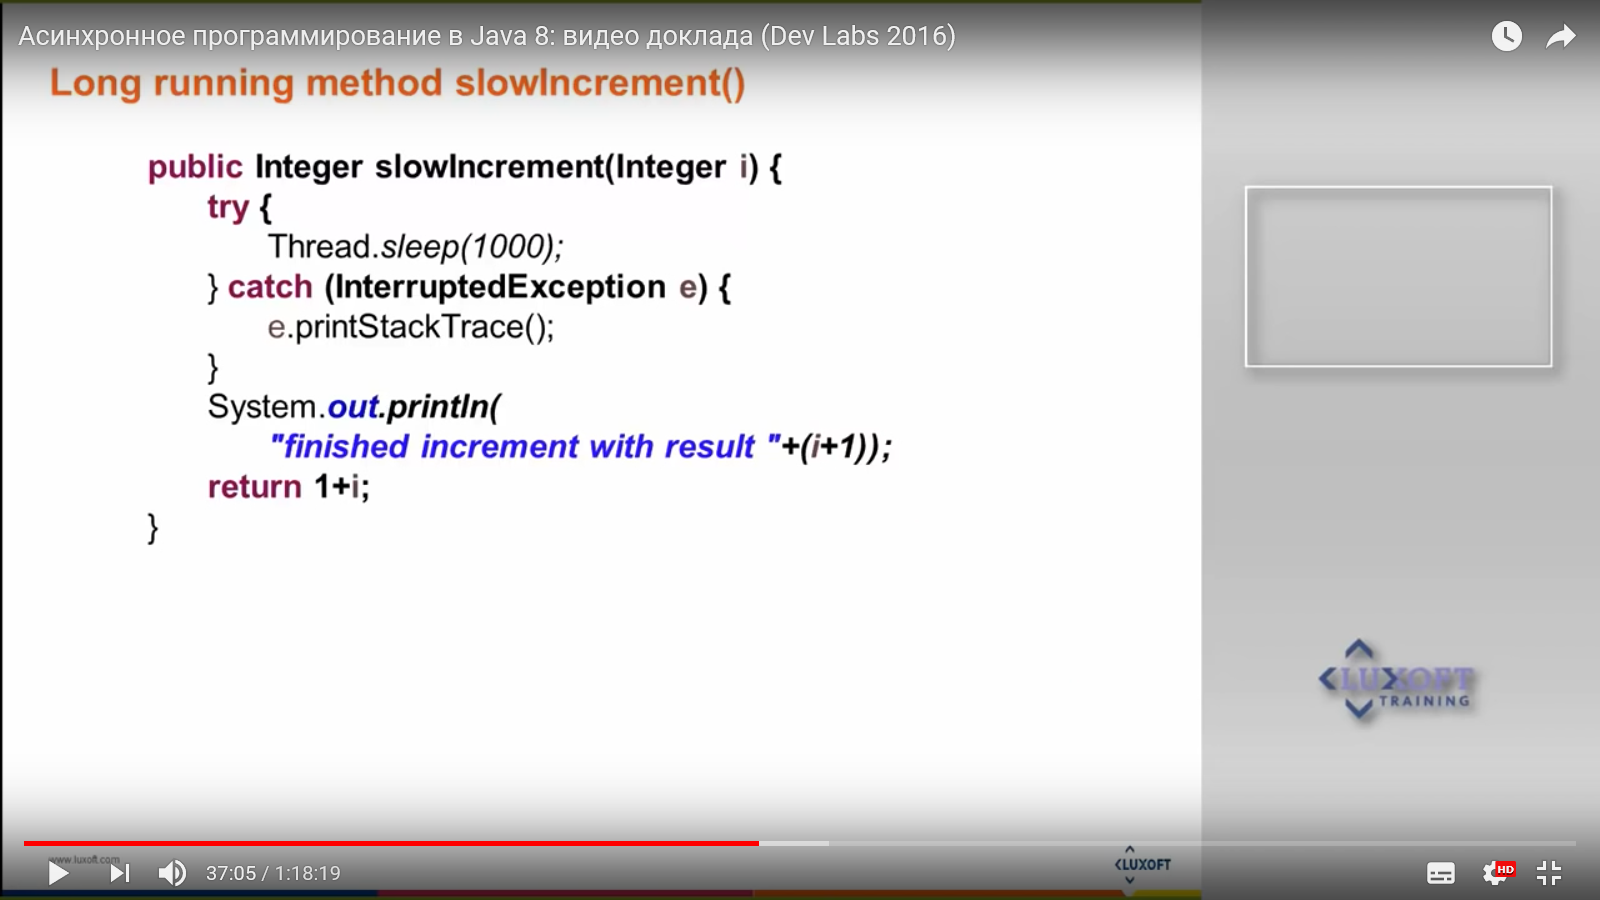 Асинхронное программирование в Java 8: видео доклада (Dev Labs 2016)
Long running method slowIncrement()
public Integer slowIncrement(Integer i) {
try {
Thread.sleep(1000);
} catch (InterruptedException e) {
e.printStackTrace();
}
System.out.println(
"finished increment with result "+(i+1));
return 1+i;
}
LUXOFT
TRAINING
www.luxoft.com
LUXOFT
37:05 / 1:18:19
HD